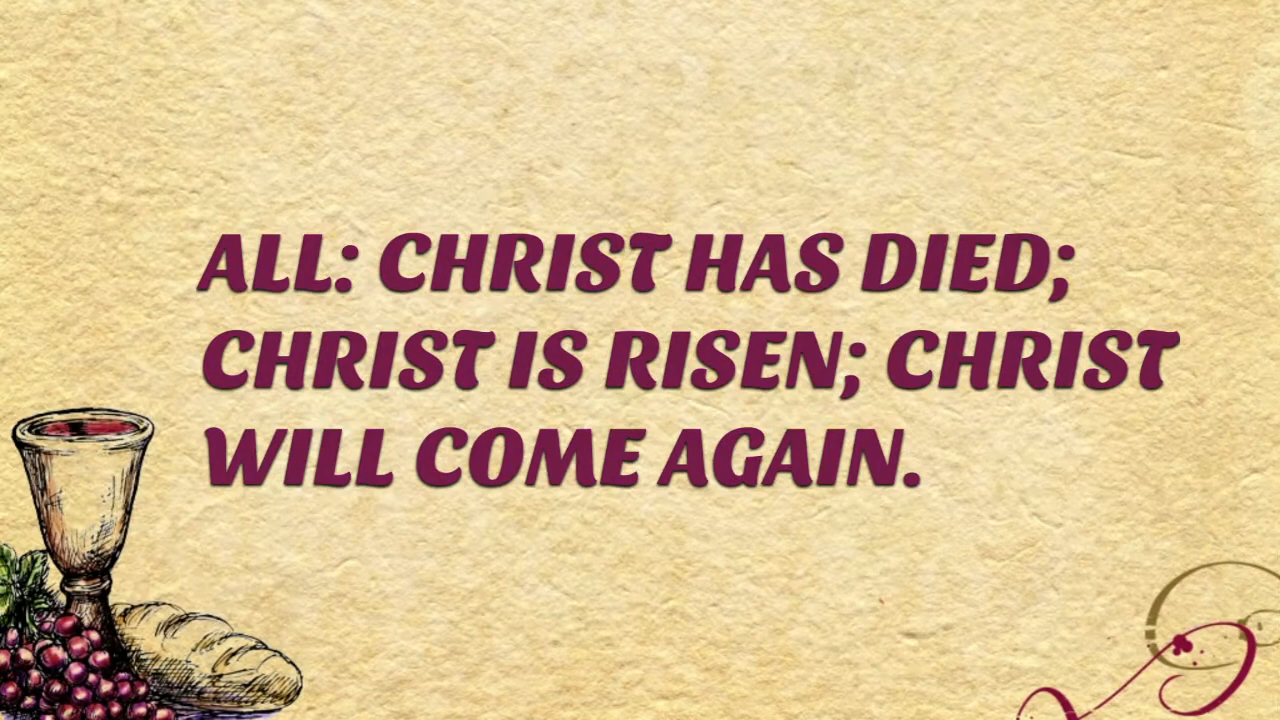 ALL: CHRIST HAS DIED;
CHRIST IS RISEN; CHRIST
WILL COME AGAIN.